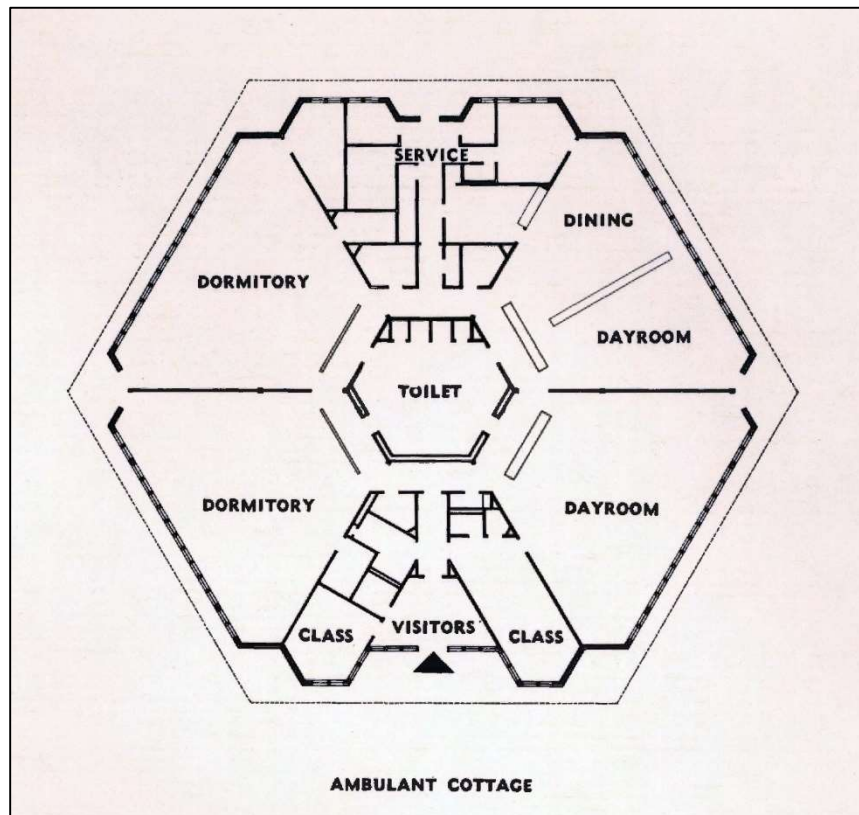 SERVICE
DINING
DORMITORY
DAYROOM
TOILET
DORMITORY
DAYROOM
CLASS
VISITORS
CLASS
AMBULANT COTTAGE